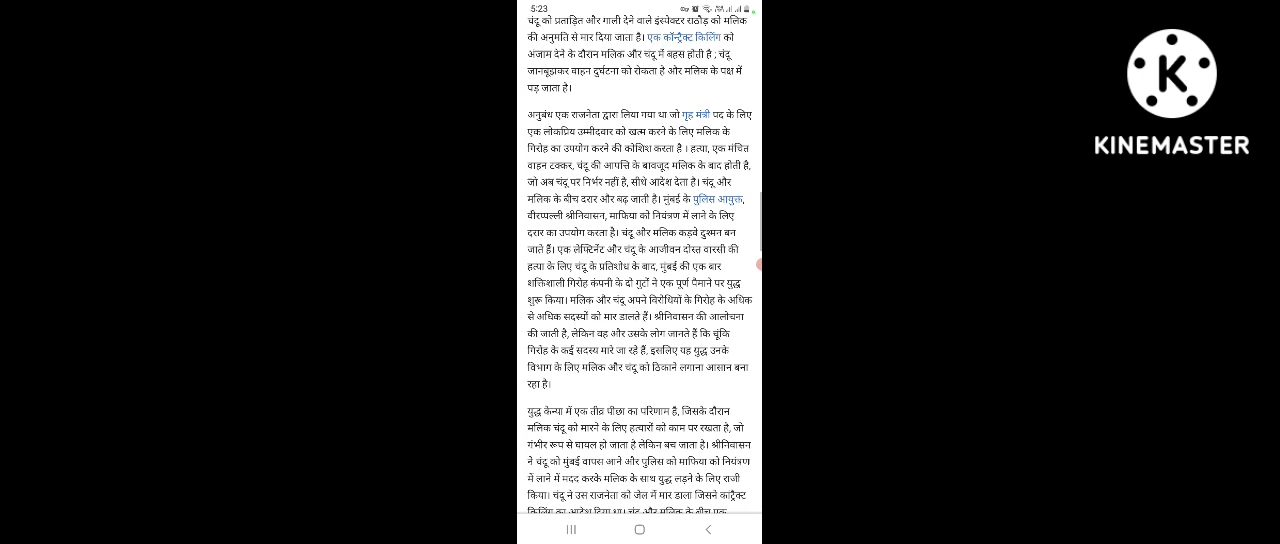 5:23
चंदू को प्रताड़ित और गाली देने वाले इंस्पेक्टर राठौड़ को मलिक
की अनुमति से मार दिया जाता है। एक कॉन्ट्रैक्ट किलिंग को
अंजाम देने के दौरान मलिक और चंदू में बहस होती है ; चंदू
जानबूझकर वाहन दुर्घटना को रोकता है और मलिक के पक्ष में
पड़ जाता है।
अनुबंध एक राजनेता द्वारा लिया गया था जो गृह मंत्री पद के लिए
एक लोकप्रिय उम्मीदवार को खत्म करने के लिए मलिक के
गिरोह का उपयोग करने की कोशिश करता है । हत्या, एक मंचित
वाहन टक्कर, चंदू की आपत्ति के बावजूद मलिक के बाद होती है,
जो अब चंदू पर निर्भर नहीं है, सीधे आदेश देता है। चंदू और
मलिक के बीच दरार और बढ़ जाती है। मुंबई के पुलिस आयुक्त,
वीरप्पल्ली श्रीनिवासन, माफिया को नियंत्रण में लाने के लिए
दरार का उपयोग करता है। चंदू और मलिक कड़वे दुश्मन बन
जाते हैं। एक लेफ्टिनेंट और चंदू के आजीवन दोस्त वारसी की
हत्या के लिए चंदू के प्रतिशोध के बाद, मुंबई की एक बार
शक्तिशाली गिरोह कंपनी के दो गुटों ने एक पूर्ण पैमाने पर युद्ध
शुरू किया। मलिक और चंदू अपने विरोधियों के गिरोह के अधिक
से अधिक सदस्यों को मार डालते हैं। श्रीनिवासन की आलोचना
की जाती है, लेकिन वह और उसके लोग जानते हैं कि चूंकि
गिरोह के कई सदस्य मारे जा रहे हैं, इसलिए यह युद्ध उनके
विभाग के लिए मलिक और चंदू को ठिकाने लगाना आसान बना
रहा है।
युद्ध केन्या में एक तीव्र पीछा का परिणाम है, जिसके दौरान
मलिक चंदू को मारने के लिए हत्यारों को काम पर रखता है, जो
गंभीर रूप से घायल हो जाता है लेकिन बच जाता है। श्रीनिवासन
ने चंदू को मुंबई वापस आने और पुलिस को माफिया को नियंत्रण
में लाने में मदद करके मलिक के साथ युद्ध लड़ने के लिए राजी
किया। चंदू ने उस राजनेता को जेल में मार डाला जिसने कांट्रैक्ट
किलिंग का आदेश दिया था। चंदू और मलिक के बीच एक
K
KINEMASTER